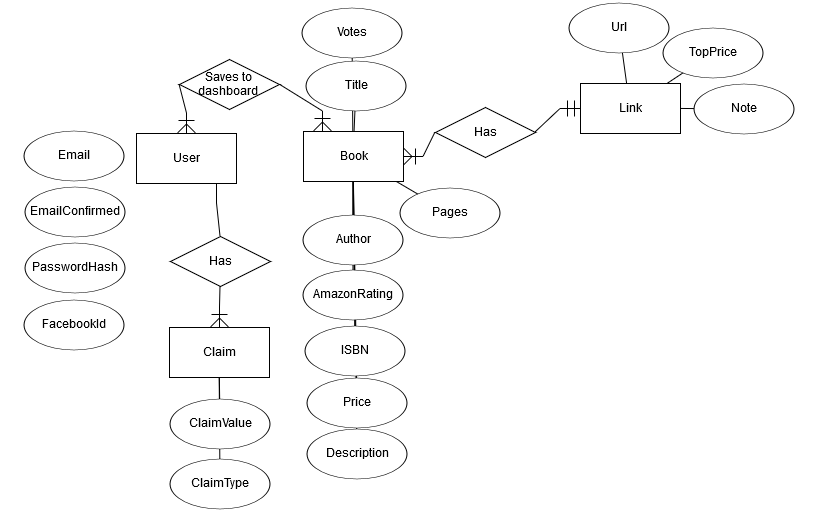 Votes
Url
TopPrice
Saves to
dashboard
Title
Link
Note
Has
Email
User
Book
EmailConfirmed
Pages
Author
PasswordHash
Has
AmazonRating
FacebookId
Claim
ISBN
Price
ClaimValue
Description
ClaimType